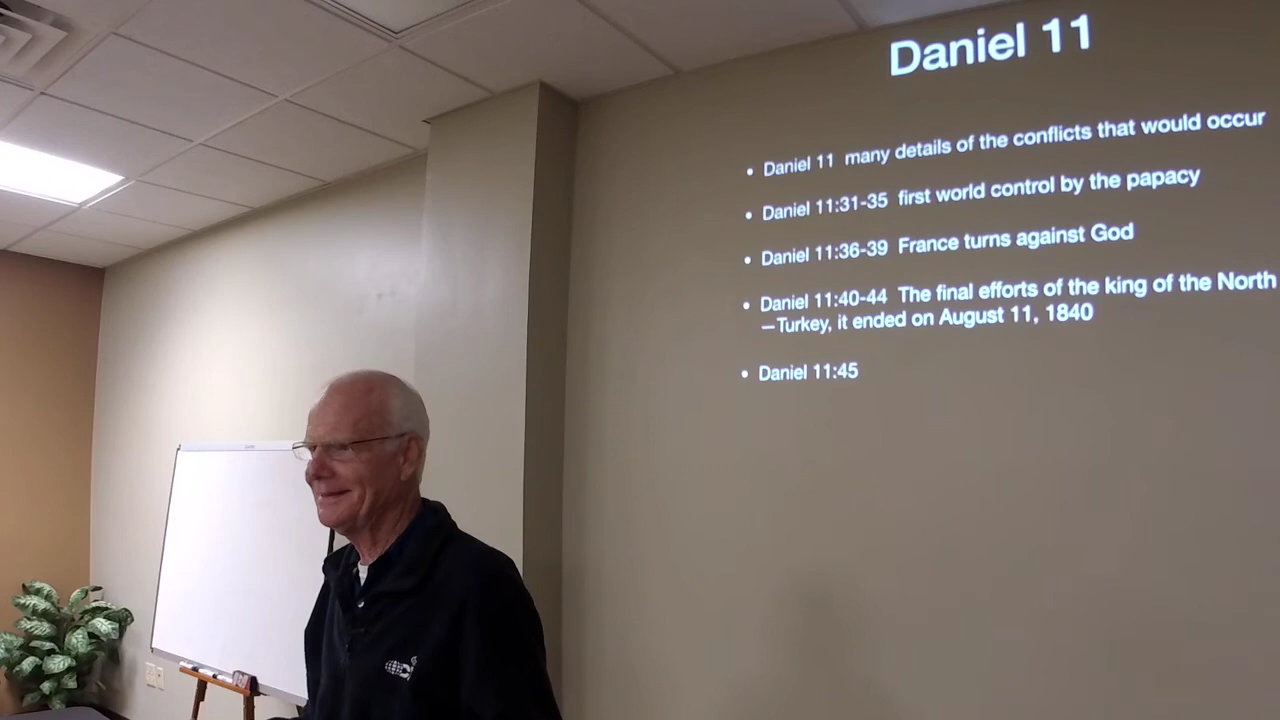 Daniel 11
• Daniel 11 many details of the conflicts that would occur
• Daniel 11:31-35 first world control by the papacy
• Daniel 11:36-39 France turns against God
• Daniel 11:40-44 The final efforts of the king of the North
—Turkey, it ended on August 11, 1840
• Daniel 11:45